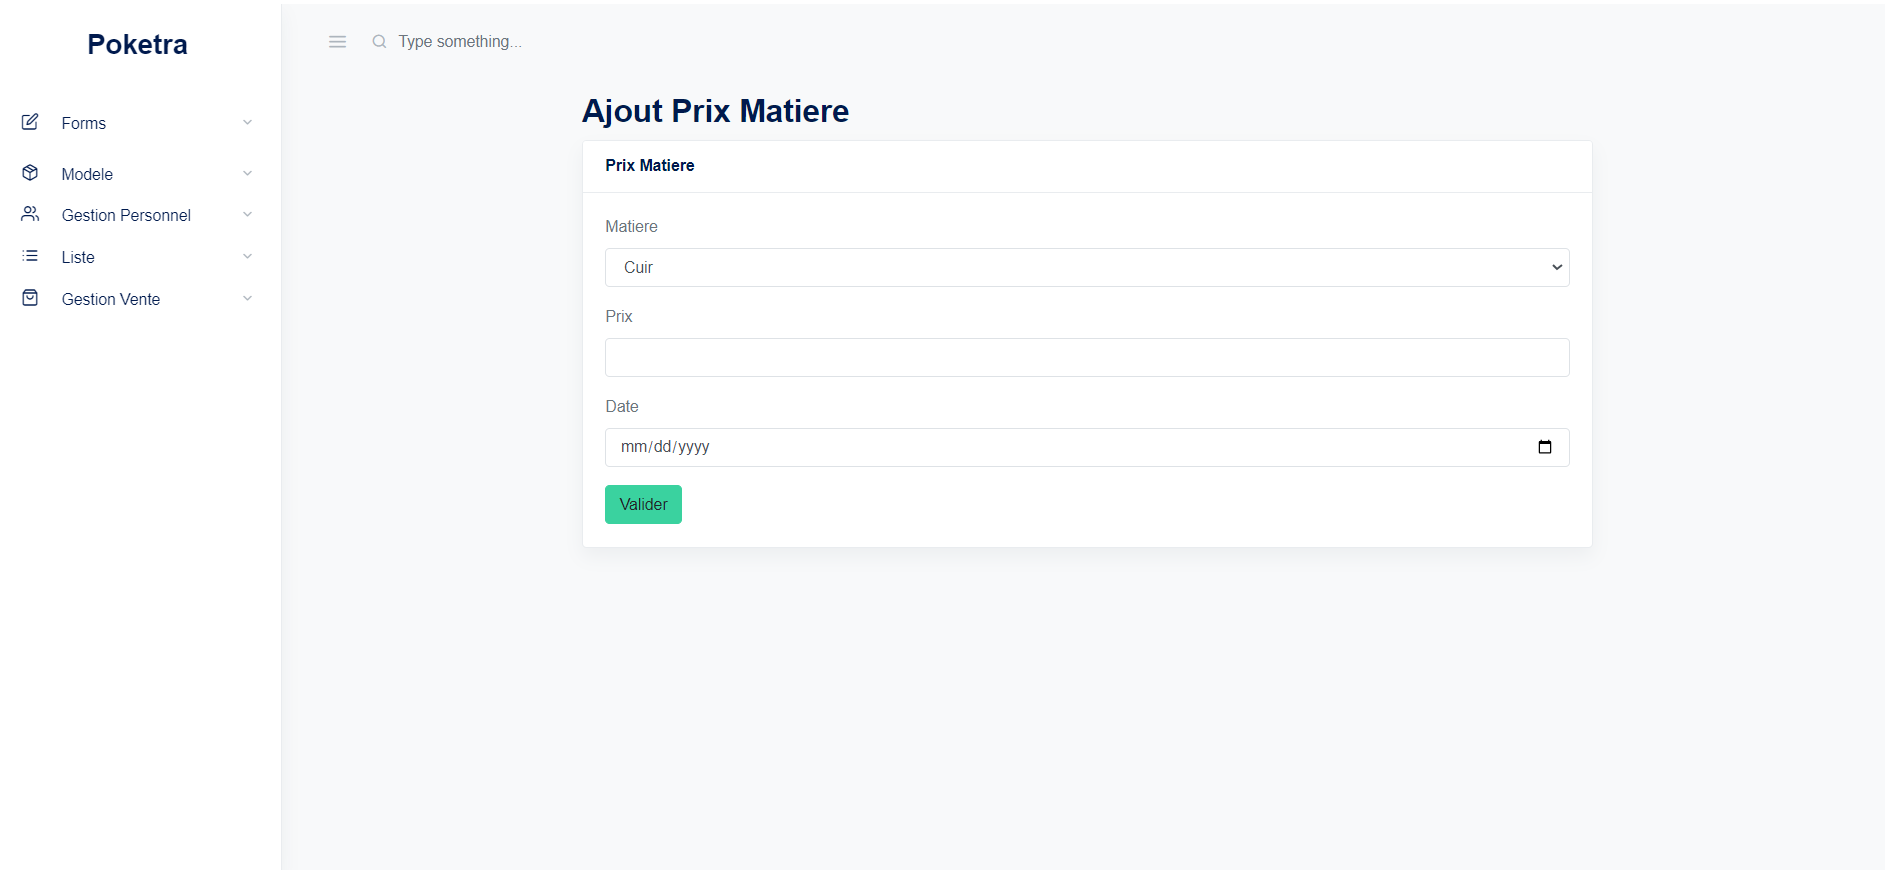 Poketra
Forms
Modele
Gestion Personnel
Liste
Gestion Vente
Type something...
Ajout Prix Matiere
Prix Matiere
Matiere
Cuir
Prix
Date
mm/dd/yyyy
Valider